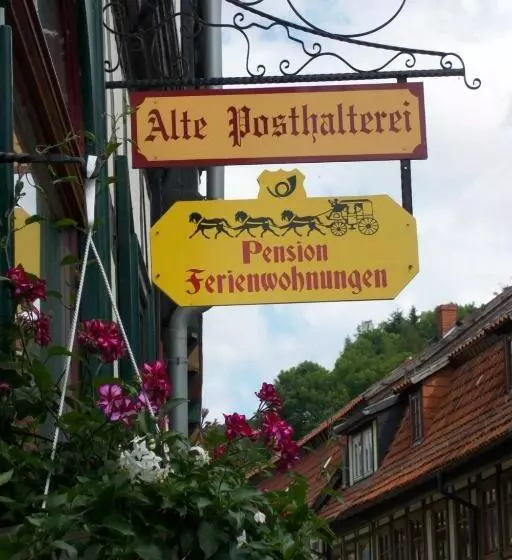 Alte Posthalterei
Pension
Ferienwohnungen